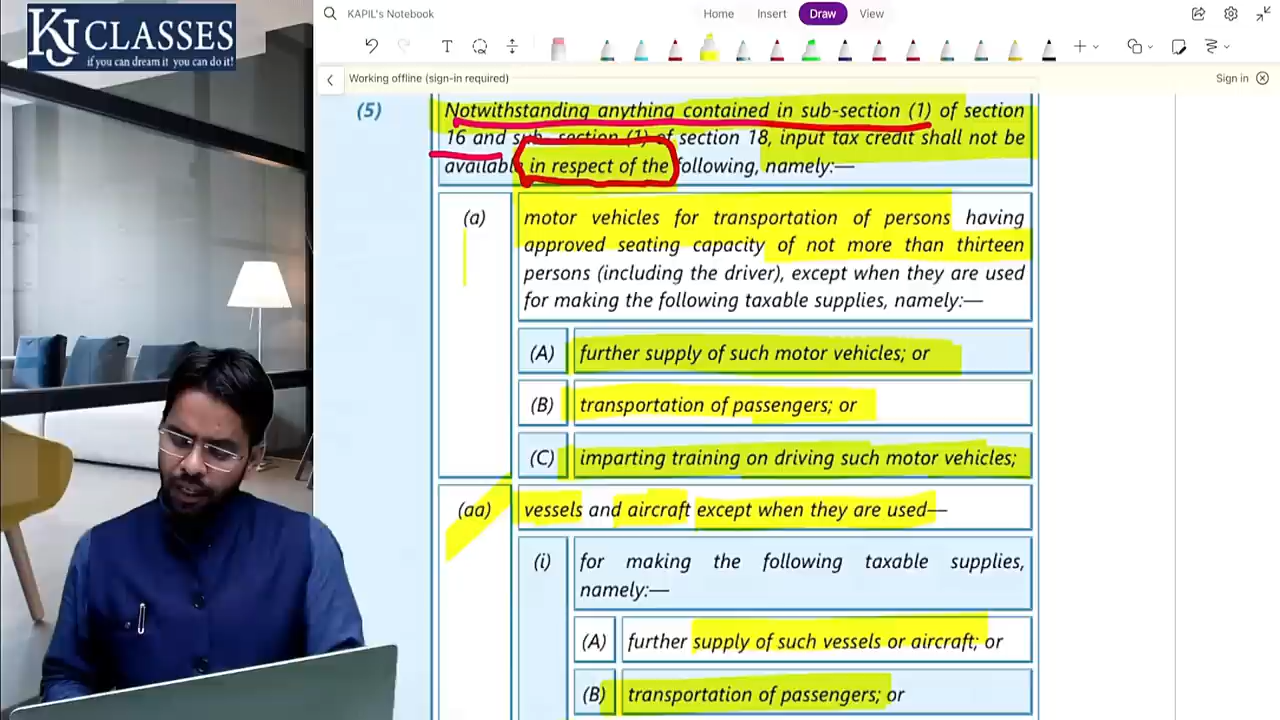 KJ CLASSES
if you can dream it you can do it!
KAPIL's Notebook
Home Insert Draw View
T
Working offline (sign-in required)
Sign in
(5) Notwithstanding anything contained in sub-section (1) of section
16 and sub-section (1) of section 18, input tax credit shall not be
available in respect of the following, namely:—
(a) motor vehicles for transportation of persons having
approved seating capacity of not more than thirteen
persons (including the driver), except when they are used
for making the following taxable supplies, namely:—
(A) further supply of such motor vehicles; or
(B) transportation of passengers; or
(C) imparting training on driving such motor vehicles;
(aa) vessels and aircraft except when they are used—
(i) for making the following taxable supplies,
namely:—
(A) further supply of such vessels or aircraft; or
(B) transportation of passengers; or